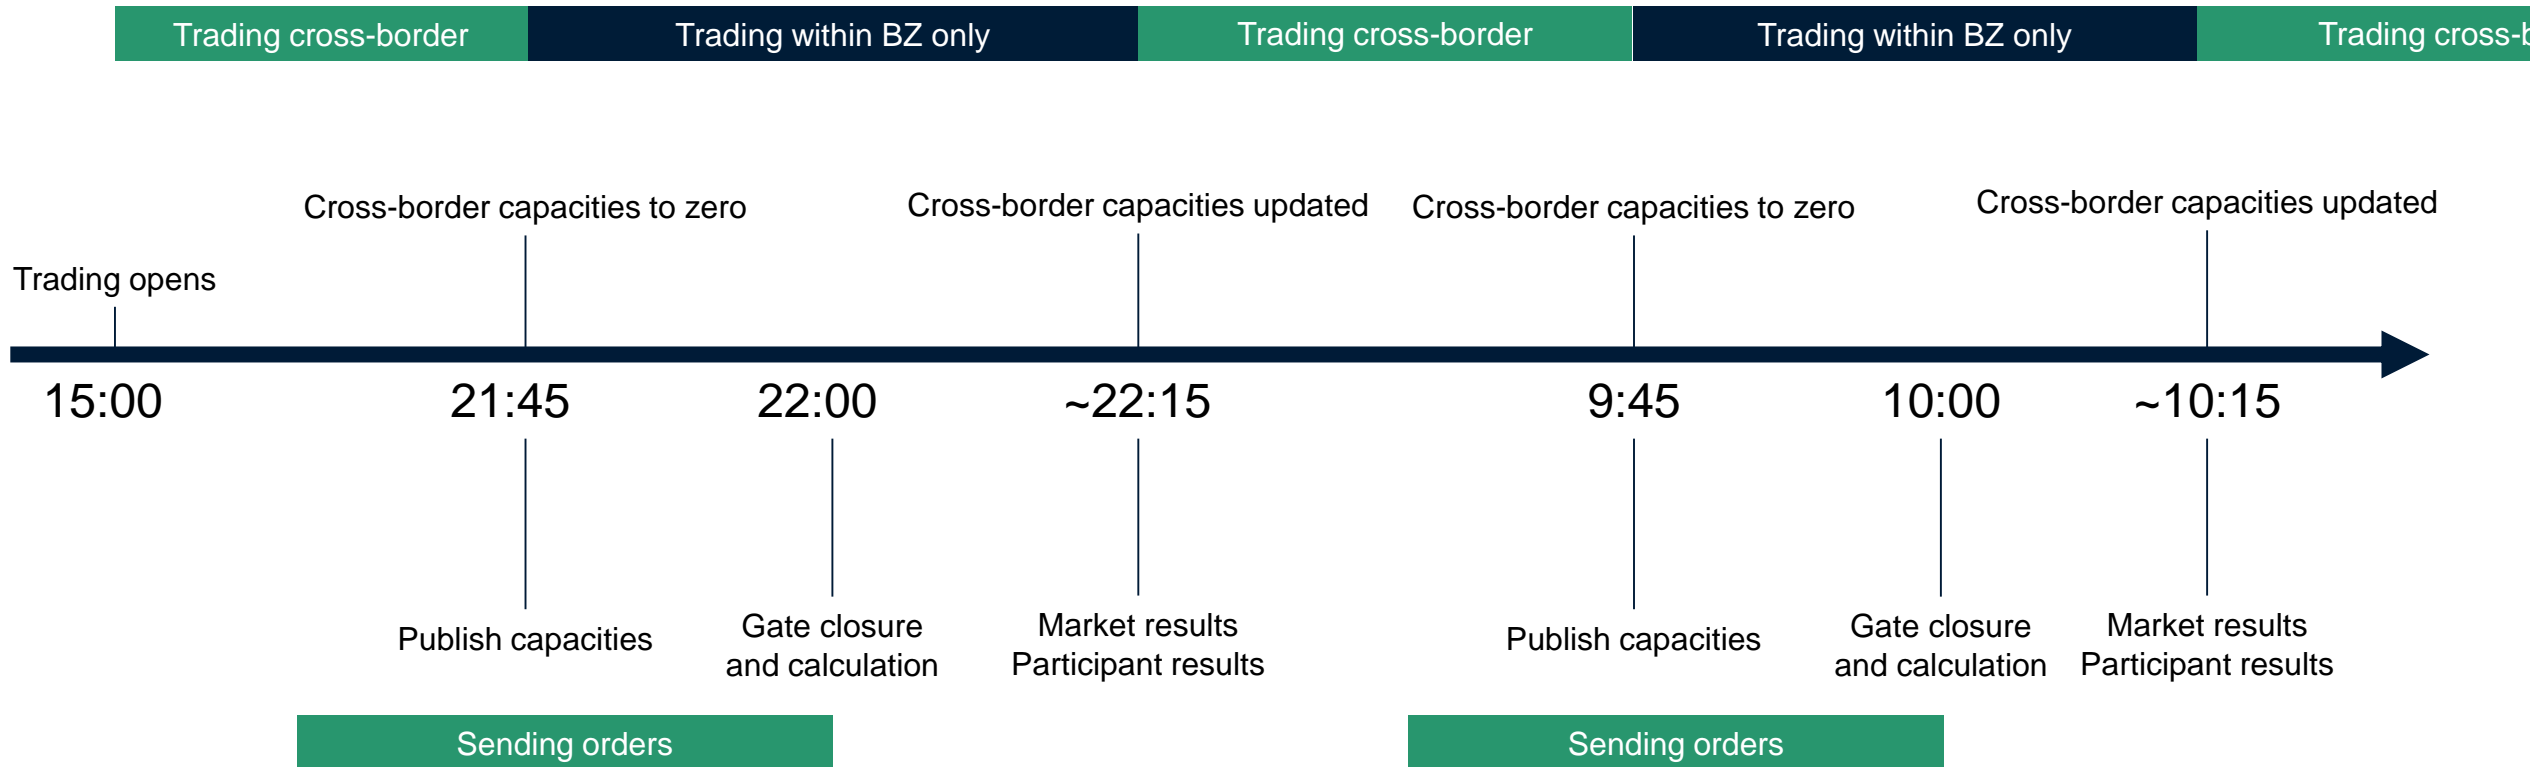 Trading cross-border
Trading within BZ only
Trading cross-border
Trading within BZ only
Trading cross-b
Cross-border capacities to zero
Cross-border capacities updated
Cross-border capacities to zero
Cross-border capacities updated
Trading opens
15:00
21:45
22:00
~22:15
9:45
10:00
~10:15
Publish capacities
Gate closure
and calculation
Market results
Participant results
Publish capacities
Gate closure
and calculation
Market results
Participant results
Sending orders
Sending orders